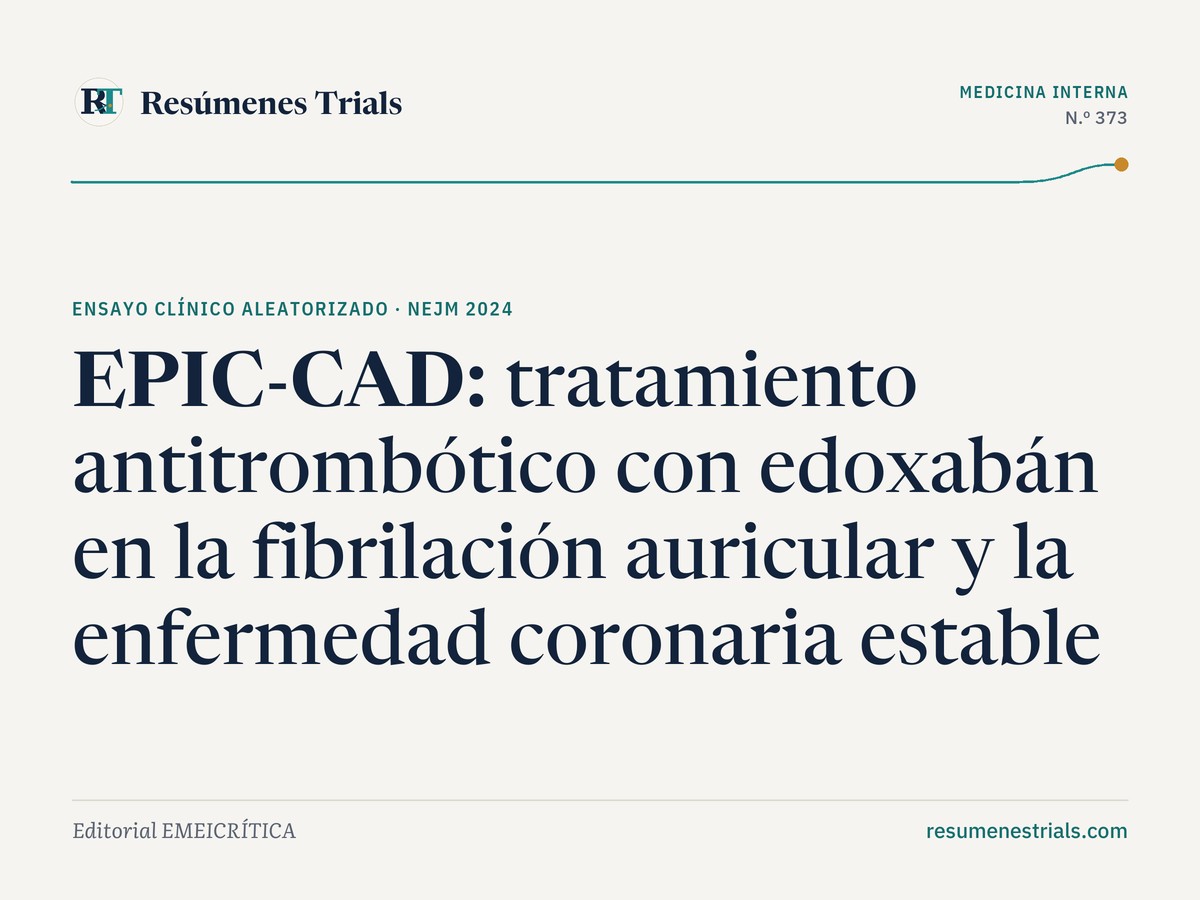 RT Resúmenes Trials
MEDICINA INTERNA
N.º 373
ENSAYO CLÍNICO ALEATORIZADO · NEJM 2024
EPIC-CAD: tratamiento
antitrombótico con edoxabán
en la fibrilación auricular y la
enfermedad coronaria estable
Editorial EMEICRÍTICA
resumenestrials.com